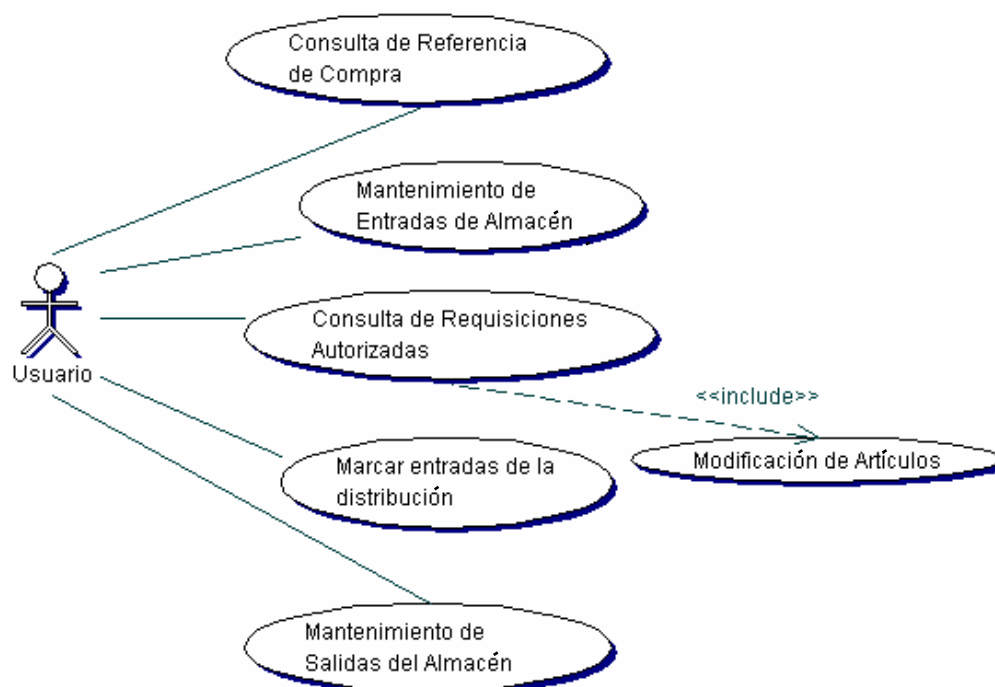 Consulta de Referencia
de Compra
Mantenimiento de
Entradas de Almacén
Consulta de Requisiciones
Autorizadas
Usuario
<<include>>
Modificación de Artículos
Marcar entradas de la
distribución
Mantenimiento de
Salidas del Almacén